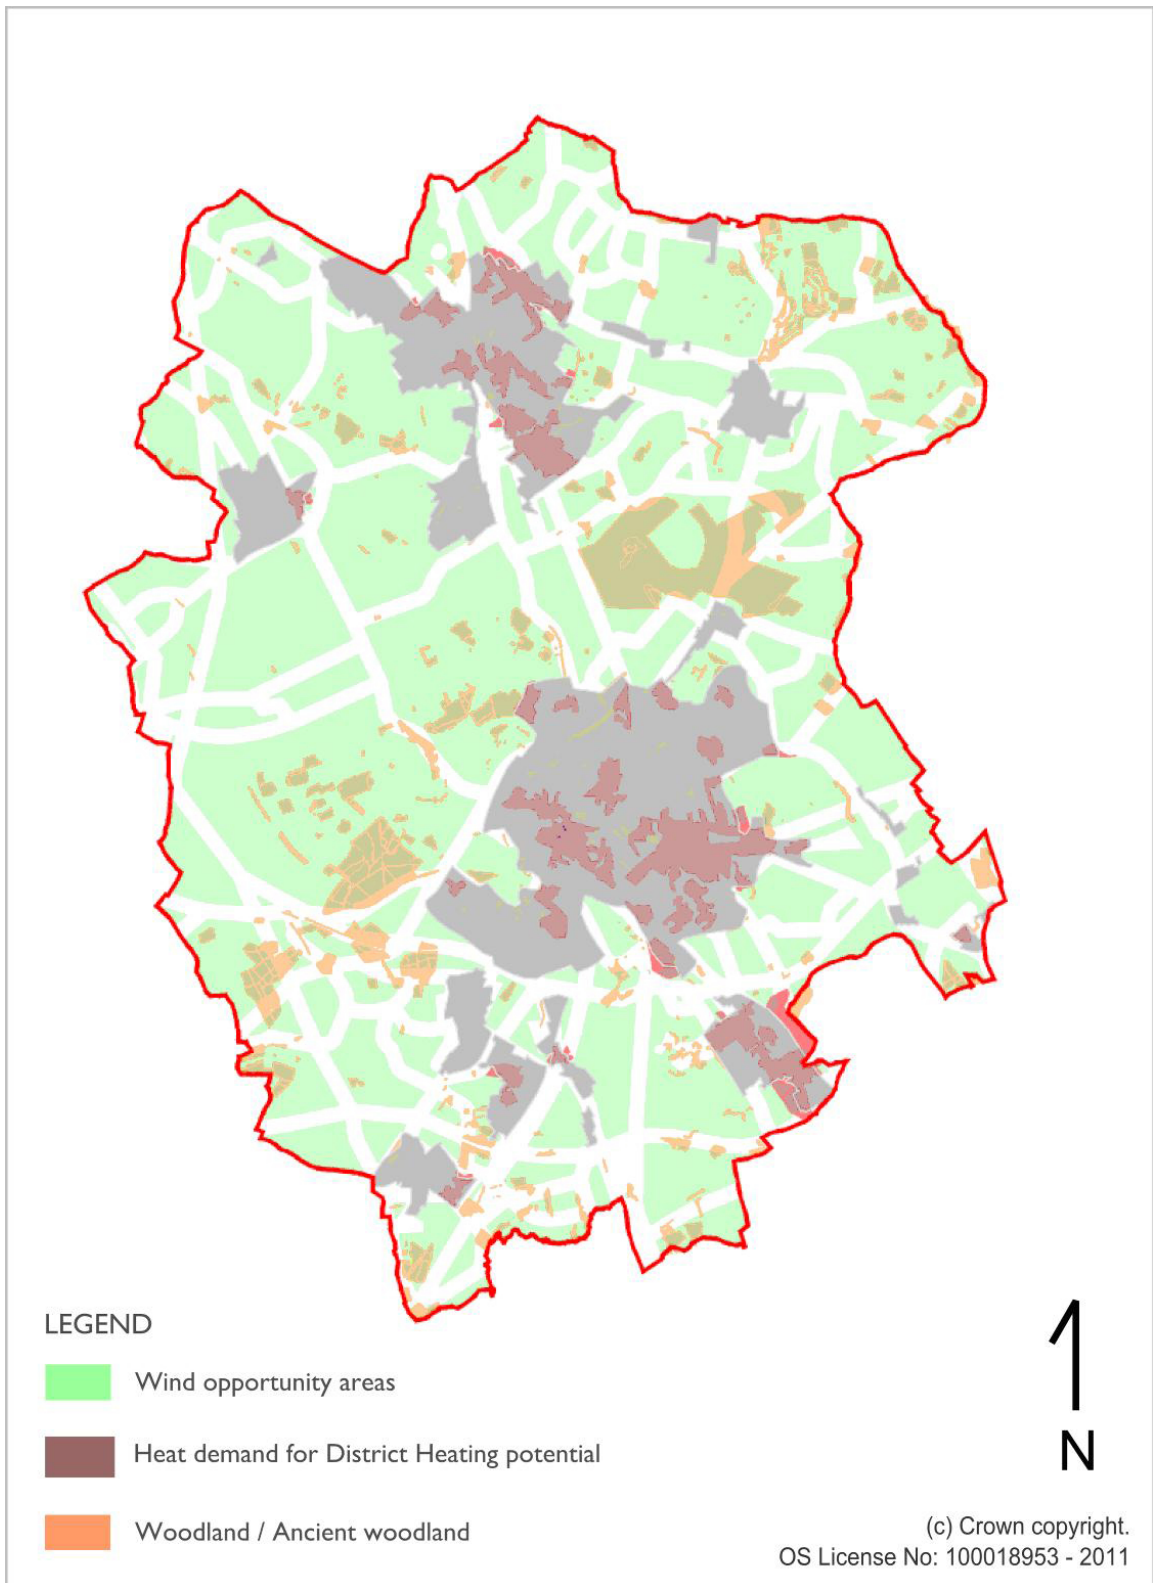 LEGEND
Wind opportunity areas
Heat demand for District Heating potential
Woodland / Ancient woodland
N
(c) Crown copyright.
OS License No: 100018953 - 2011